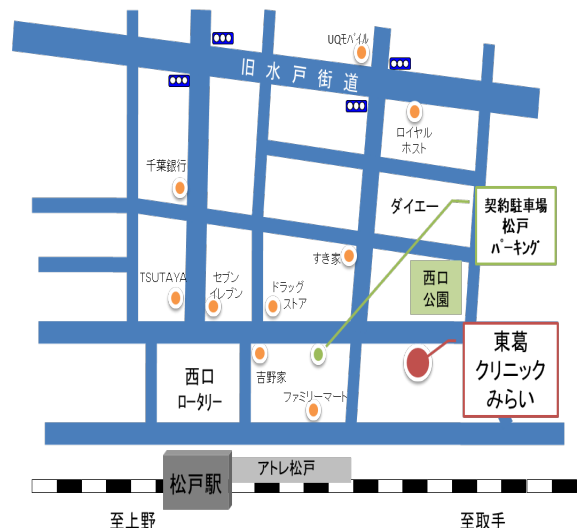 UQモバイル
旧水戸街道
ロイヤル
ホスト
千葉銀行
ダイエー
契約駐車場
松戸
パーキング
すき家
西口
公園
TSUTAYA
セブン
イレブン
ドラッグ
ストア
東葛
クリニック
みらい
吉野家
西口
ロータリー
ファミリーマート
アトレ松戸
松戸駅
至上野
至取手